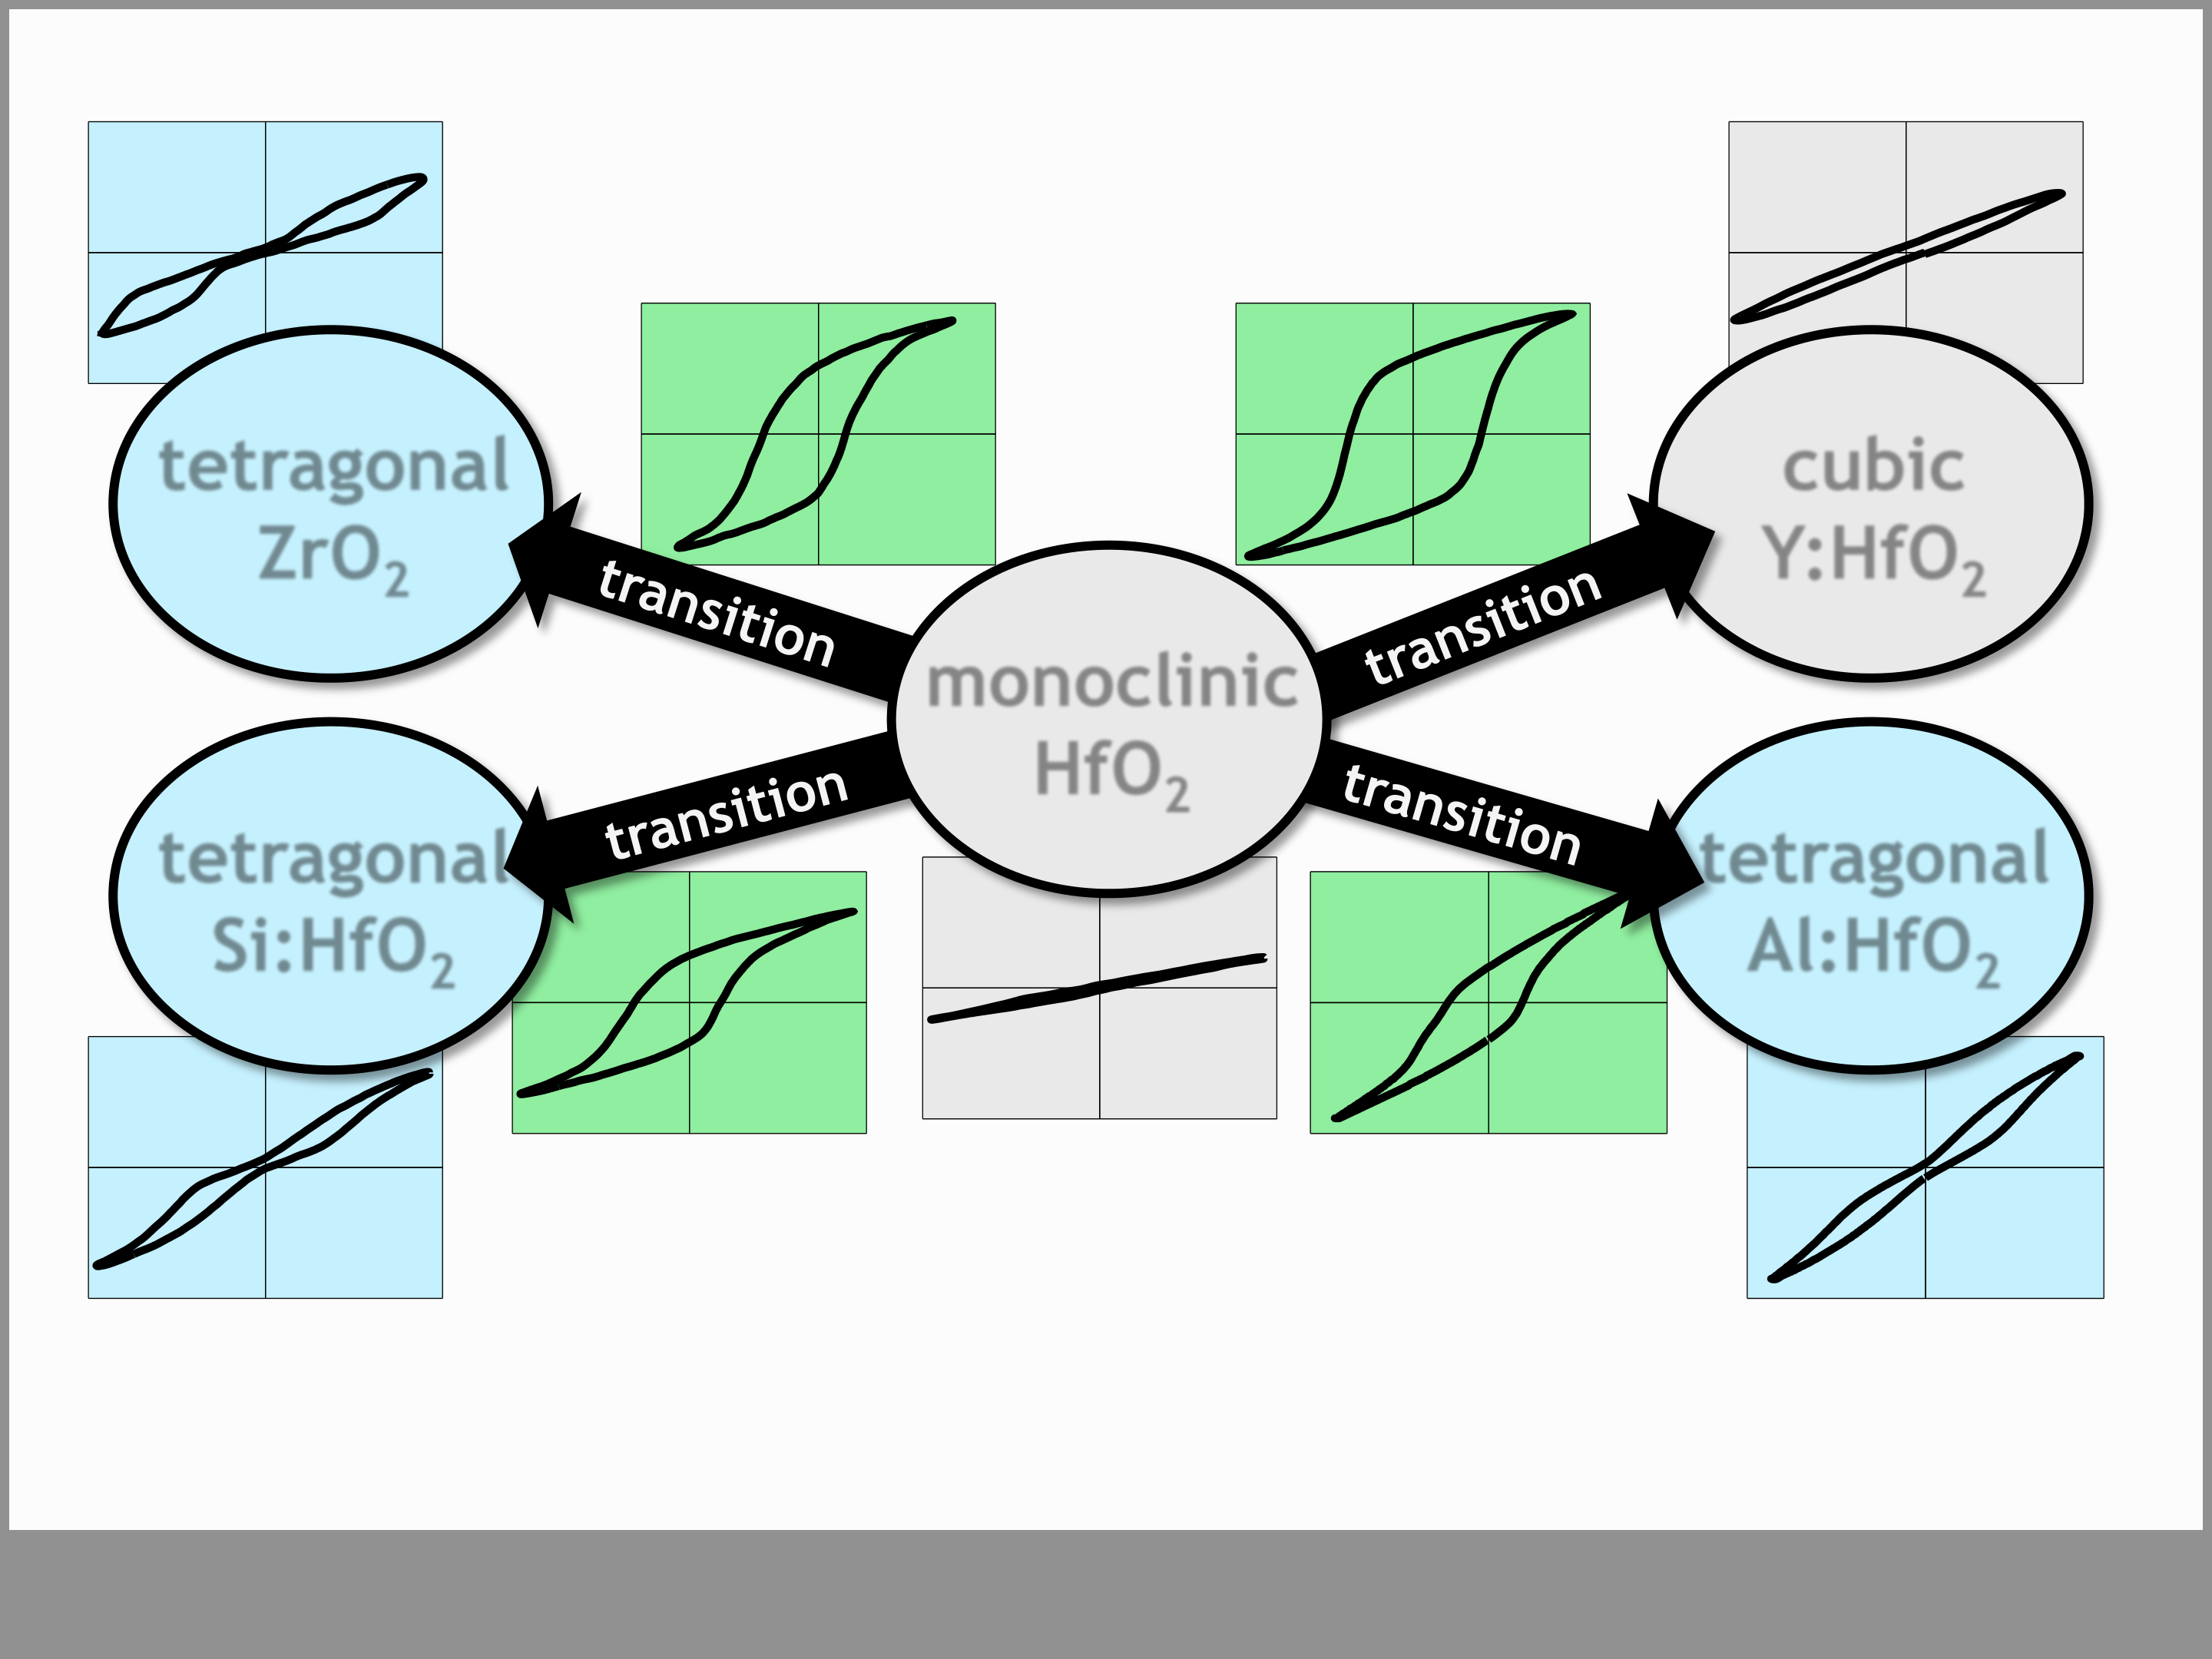 tetragonal
ZrO₂
cubic
Y:HfO₂
transition
transition
monoclinic
HfO₂
transition
transition
tetragonal
Si:HfO₂
tetragonal
Al:HfO₂